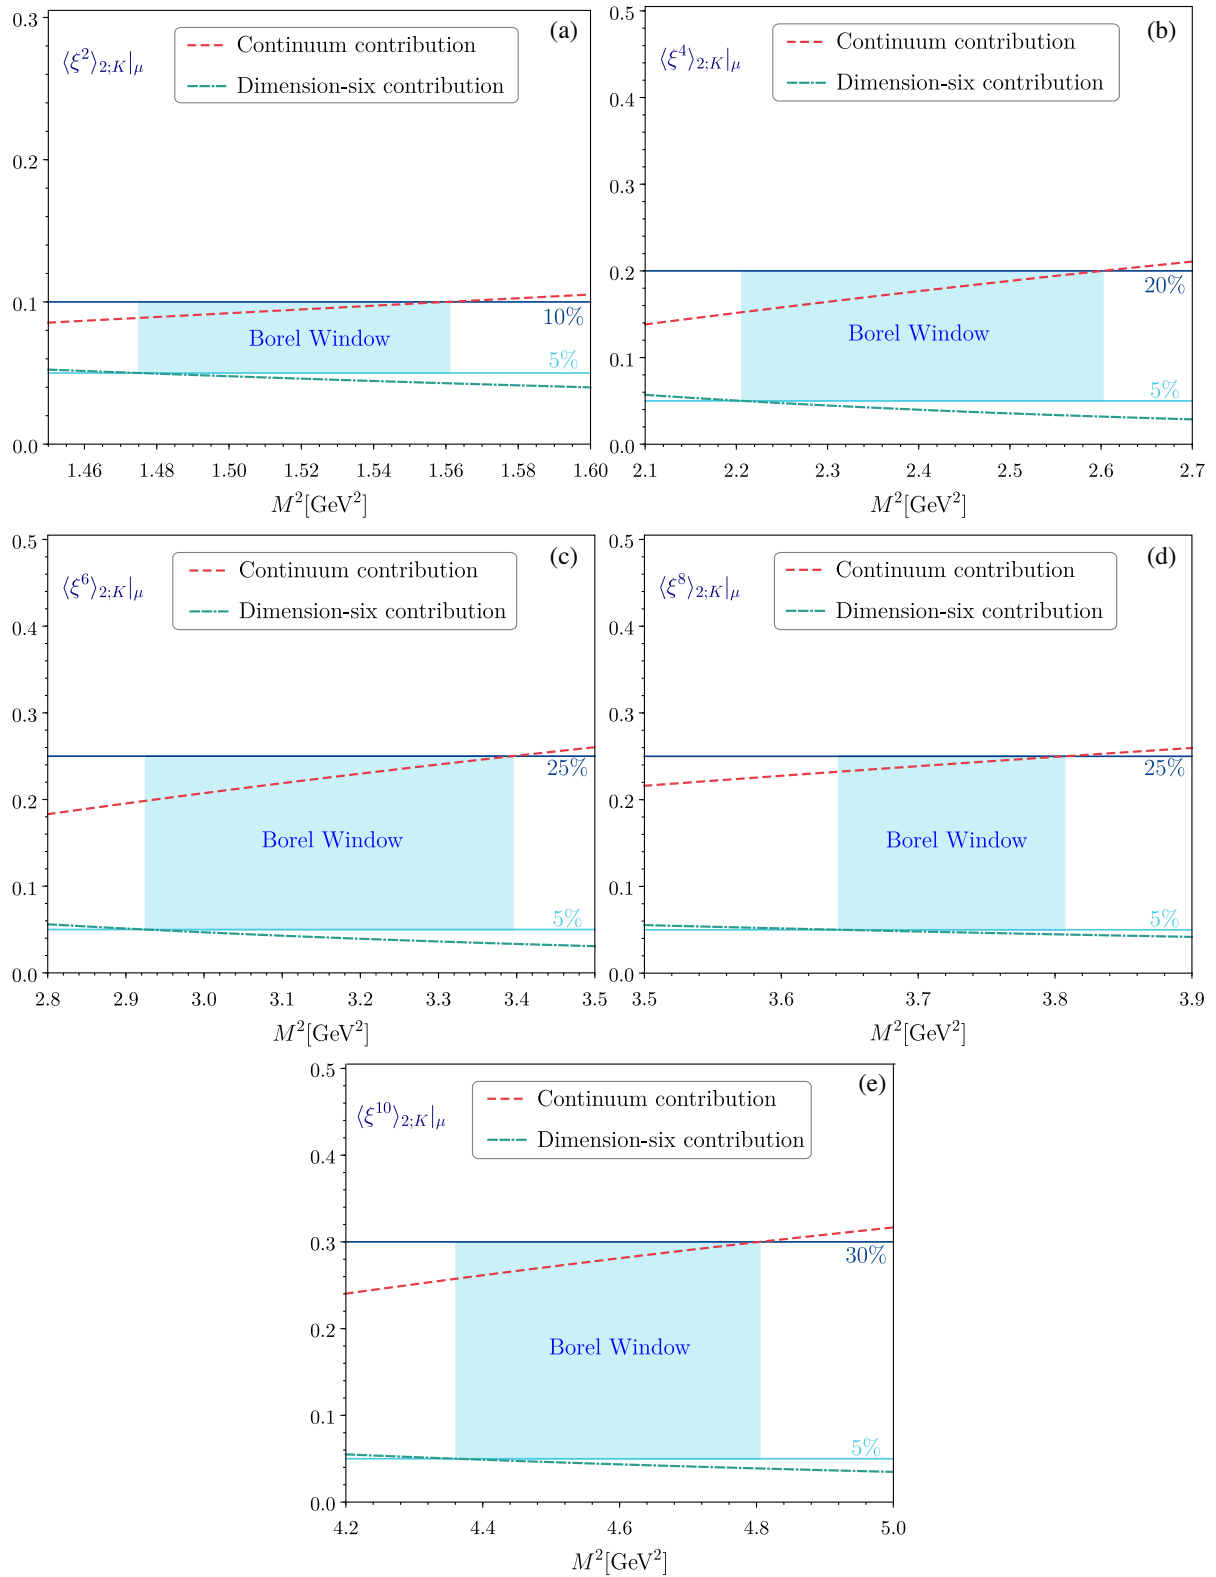 (a)
⟨ξ²⟩₂;K|μ
Continuum contribution
Dimension-six contribution
0.3
0.2
0.1
0.0
10%
Borel Window
5%
1.46 1.48 1.50 1.52 1.54 1.56 1.58 1.60
M²[GeV²]
(b)
⟨ξ⁴⟩₂;K|μ
Continuum contribution
Dimension-six contribution
0.5
0.4
0.3
0.2
0.1
0.0
20%
Borel Window
5%
2.1 2.2 2.3 2.4 2.5 2.6 2.7
M²[GeV²]
(c)
⟨ξ⁶⟩₂;K|μ
Continuum contribution
Dimension-six contribution
0.5
0.4
0.3
0.2
0.1
0.0
25%
Borel Window
5%
2.8 2.9 3.0 3.1 3.2 3.3 3.4 3.5
M²[GeV²]
(d)
⟨ξ⁸⟩₂;K|μ
Continuum contribution
Dimension-six contribution
0.5
0.4
0.3
0.2
0.1
0.0
25%
Borel Window
5%
3.5 3.6 3.7 3.8 3.9
M²[GeV²]
(e)
⟨ξ¹⁰⟩₂;K|μ
Continuum contribution
Dimension-six contribution
0.5
0.4
0.3
0.2
0.1
0.0
30%
Borel Window
5%
4.2 4.4 4.6 4.8 5.0
M²[GeV²]